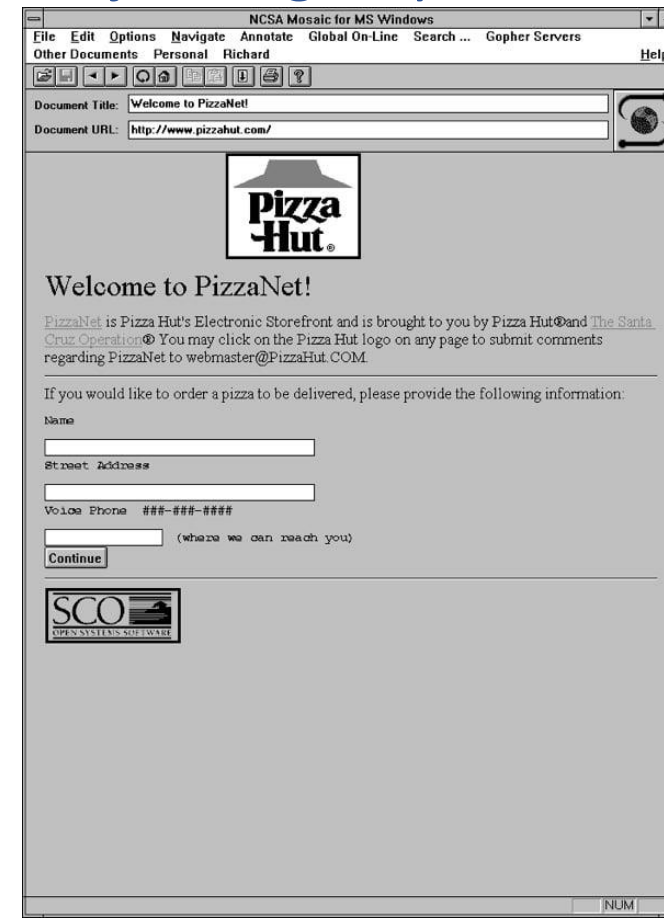 NCSA Mosaic for MS Windows
File Edit Options Navigate Annotate Global On-Line Search ... Gopher Servers
Other Documents Personal Richard Help
Document Title: Welcome to PizzaNet!
Document URL: http://www.pizzahut.com/
Pizza
Hut®
Welcome to PizzaNet!
PizzaNet is Pizza Hut's Electronic Storefront and is brought to you by Pizza Hut®and The Santa
Cruz Operation® You may click on the Pizza Hut logo on any page to submit comments
regarding PizzaNet to webmaster@PizzaHut.COM.
If you would like to order a pizza to be delivered, please provide the following information:
Name
Street Address
Voice Phone ###-###-####
(where we can reach you)
Continue
SCO
OPEN SYSTEMS SOFTWARE
NUM